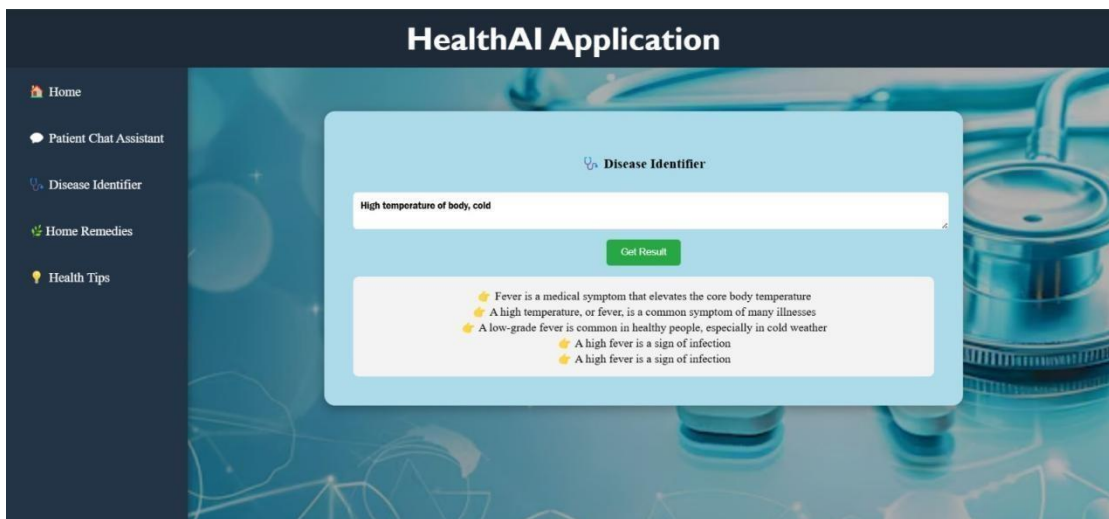 HealthAI Application
🏠 Home
💬 Patient Chat Assistant
🩺 Disease Identifier
🌿 Home Remedies
💡 Health Tips
🩺 Disease Identifier
High temperature of body, cold
Get Result
👉 Fever is a medical symptom that elevates the core body temperature
👉 A high temperature, or fever, is a common symptom of many illnesses
👉 A low-grade fever is common in healthy people, especially in cold weather
👉 A high fever is a sign of infection
👉 A high fever is a sign of infection